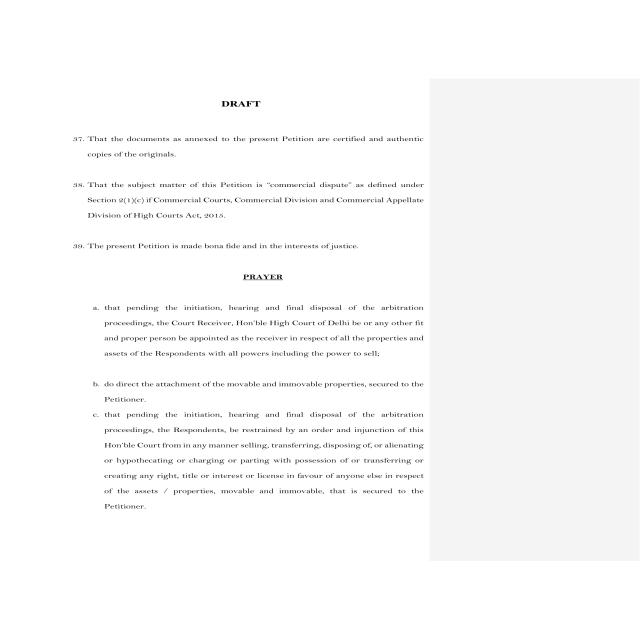 DRAFT
37. That the documents as annexed to the present Petition are certified and authentic
copies of the originals.
38. That the subject matter of this Petition is “commercial dispute” as defined under
Section 2(1)(c) if Commercial Courts, Commercial Division and Commercial Appellate
Division of High Courts Act, 2015.
39. The present Petition is made bona fide and in the interests of justice.
PRAYER
a. that pending the initiation, hearing and final disposal of the arbitration
proceedings, the Court Receiver, Hon'ble High Court of Delhi be or any other fit
and proper person be appointed as the receiver in respect of all the properties and
assets of the Respondents with all powers including the power to sell;
b. do direct the attachment of the movable and immovable properties, secured to the
Petitioner.
c. that pending the initiation, hearing and final disposal of the arbitration
proceedings, the Respondents, be restrained by an order and injunction of this
Hon'ble Court from in any manner selling, transferring, disposing of, or alienating
or hypothecating or charging or parting with possession of or transferring or
creating any right, title or interest or license in favour of anyone else in respect
of the assets / properties, movable and immovable, that is secured to the
Petitioner.